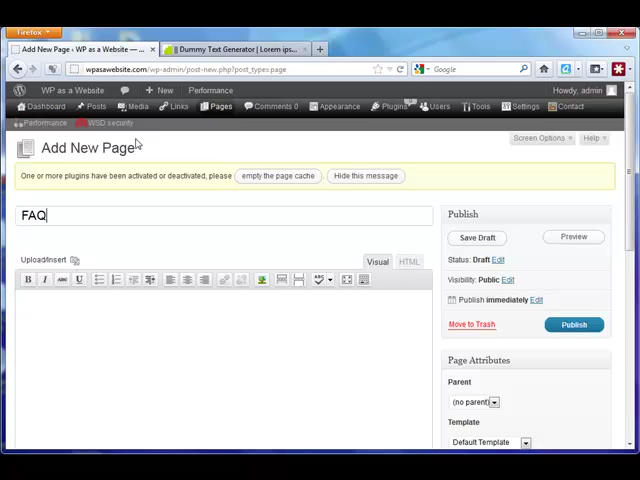 Firefox
Add New Page ‹ WP as a Website — ...
Dummy Text Generator | Lorem ips...
wpasawebsite.com/wp-admin/post-new.php?post_type=page
Google
WP as a Website
New
Performance
Howdy, admin
Dashboard
Posts
Media
Links
Pages
Comments 0
Appearance
Plugins
Users
Tools
Settings
Contact
Performance
WSD security
Add New Page
Screen Options
Help
One or more plugins have been activated or deactivated, please
empty the page cache
.
Hide this message
FAQ
Publish
Save Draft
Preview
Upload/Insert
Visual
HTML
Status: Draft Edit
B I ABC U
ABC
Visibility: Public Edit
Publish immediately Edit
Move to Trash
Publish
Page Attributes
Parent
(no parent)
Template
Default Template